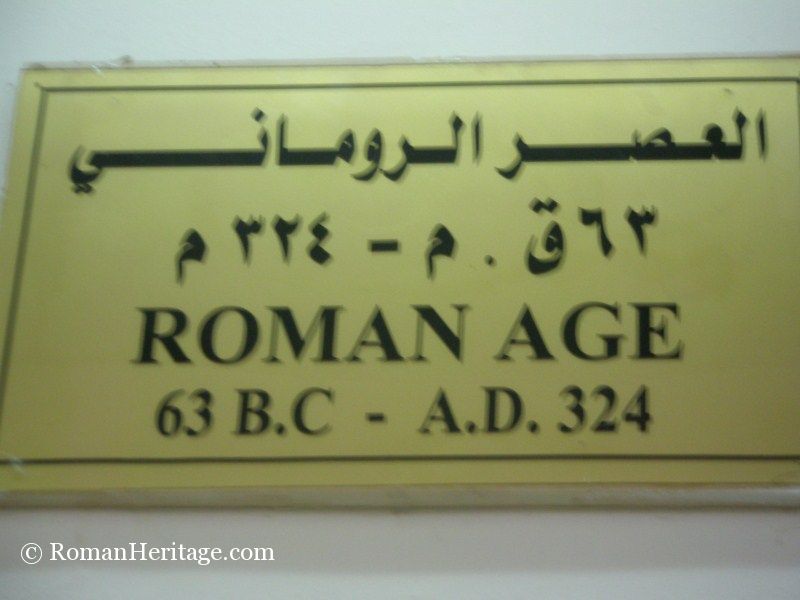 العصر الروماني
٦٣ ق . م - ٣٢٤ م
ROMAN AGE
63 B.C - A.D. 324
© RomanHeritage.com